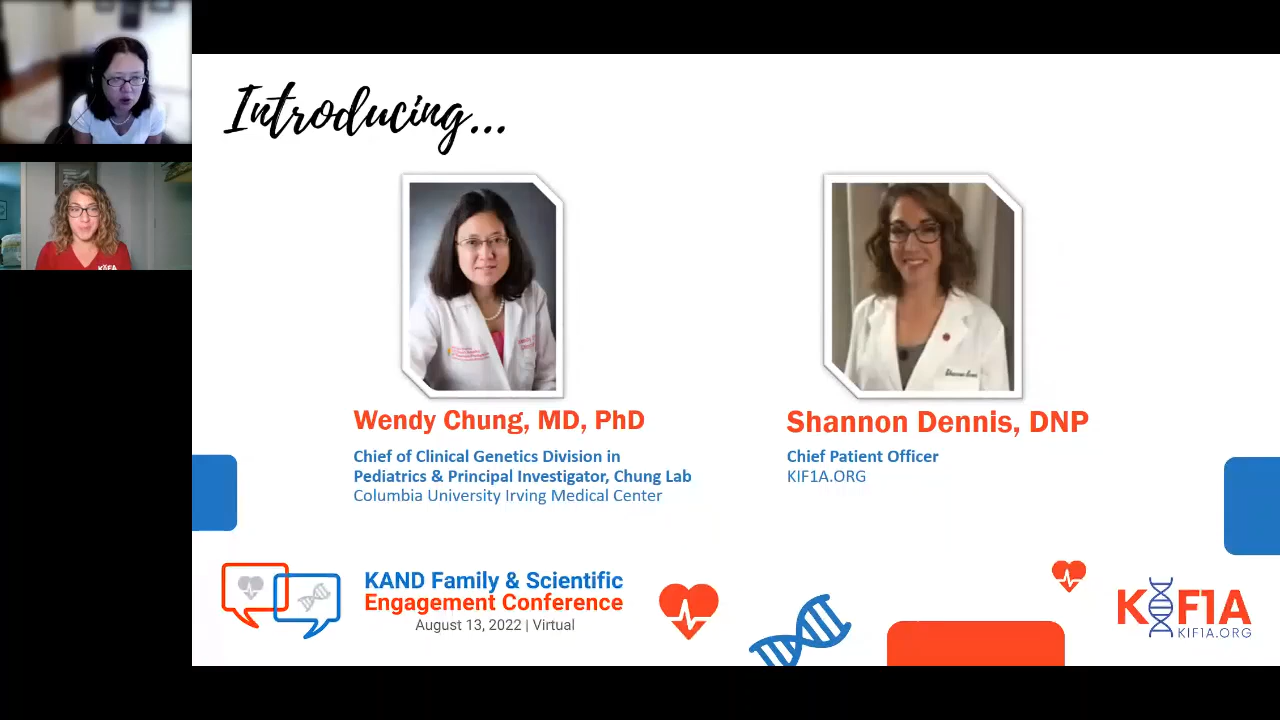 Introducing...
Wendy Chung, MD, PhD
Chief of Clinical Genetics Division in
Pediatrics & Principal Investigator, Chung Lab
Columbia University Irving Medical Center
Shannon Dennis, DNP
Chief Patient Officer
KIF1A.ORG
KAND Family & Scientific
Engagement Conference
August 13, 2022 | Virtual
KIF1A
KIF1A.ORG